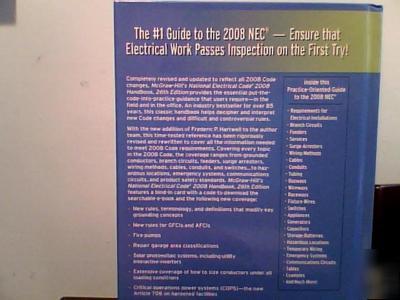 The #1 Guide to the 2008 NEC® — Ensure that
Electrical Work Passes Inspection on the First Try!
Completely revised and updated to reflect all 2008 Code
changes, McGraw-Hill's National Electrical Code® 2008
Handbook, 26th Edition provides the essential put-the-
code-into-practice guidance that users require—in the
field and in the office. An industry bestseller for over 85
years, this classic handbook helps decipher and interpret
new Code changes and difficult and controversial rules.
With the new addition of Frederic P. Hartwell to the author
team, this time-tested reference has been rigorously
revised and rewritten to cover all the information needed
to meet 2008 Code requirements. Covering every topic
in the 2008 Code, the coverage ranges from grounded
conductors, branch circuits, feeders, surge arresters,
wiring methods, cables, conduits, and switches...to haz-
ardous locations, emergency systems, communications
circuits, and product safety standards. McGraw-Hill's
National Electrical Code® 2008 Handbook, 26th Edition
features a bind-in card with a code to download the
searchable e-book and the following new coverage:
• New rules, terminology, and definitions that modify key
grounding concepts
• New rules for GFCIs and AFCIs
• Fire pumps
• Repair garage area classifications
• Solar photovoltaic systems, including utility
interactive inverters
• Extensive coverage of how to size conductors under all
loading conditions
• Critical operations power systems (COPS)—the new
Article 708 on hardened facilities
Inside this
Practice-Oriented Guide
to the 2008 NEC®
• Requirements for
Electrical Installations
• Branch Circuits
• Feeders
• Services
• Surge Arresters
• Wiring Methods
• Cables
• Conduits
• Tubing
• Busways
• Wireways
• Raceways
• Fixture Wires
• Switches
• Appliances
• Generators
• Capacitors
• Storage Batteries
• Hazardous Locations
• Temporary Wiring
• Emergency Systems
• Communications Circuits
• Tables
• Examples
• And Much More!